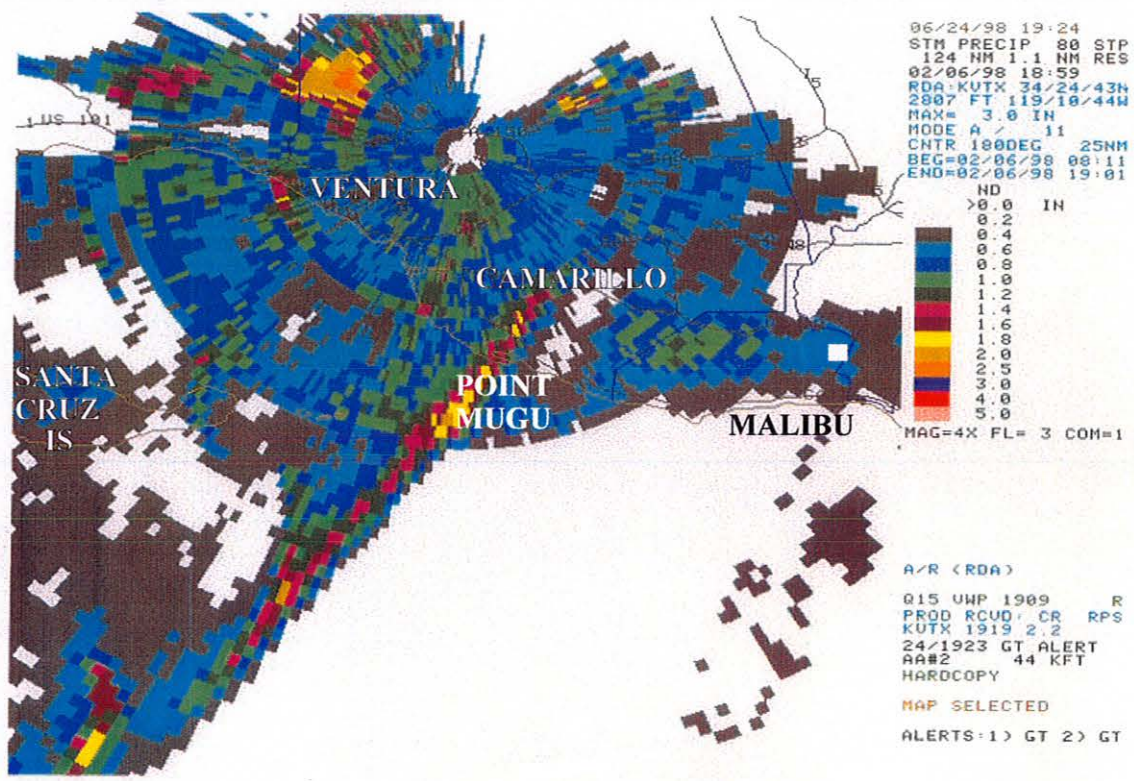 06/24/98 19:24
STM PRECIP 80 STP
124 NM 1.1 NM RES
02/06/98 18:59
RDA:KVTX 34/24/43N
2807 FT 119/10/44W
MAX= 3.0 IN
MODE A / 11
CNTR 180DEG 25NM
BEG=02/06/98 08:11
END=02/06/98 19:01
ND
>0.0 IN
0.2
0.4
0.6
0.8
1.0
1.2
1.4
1.6
1.8
2.0
2.5
3.0
4.0
5.0
MAG=4X FL= 3 COM=1
A/R (RDA)
Q15 VWP 1909 R
PROD RCVD: CR RPS
KVTX 1919 2.2
24/1923 GT ALERT
AA#2 44 KFT
HARDCOPY
MAP SELECTED
ALERTS:1) GT 2) GT
I 5
US 101
VENTURA
CAMARILLO
SANTA
CRUZ
IS
POINT
MUGU
MALIBU